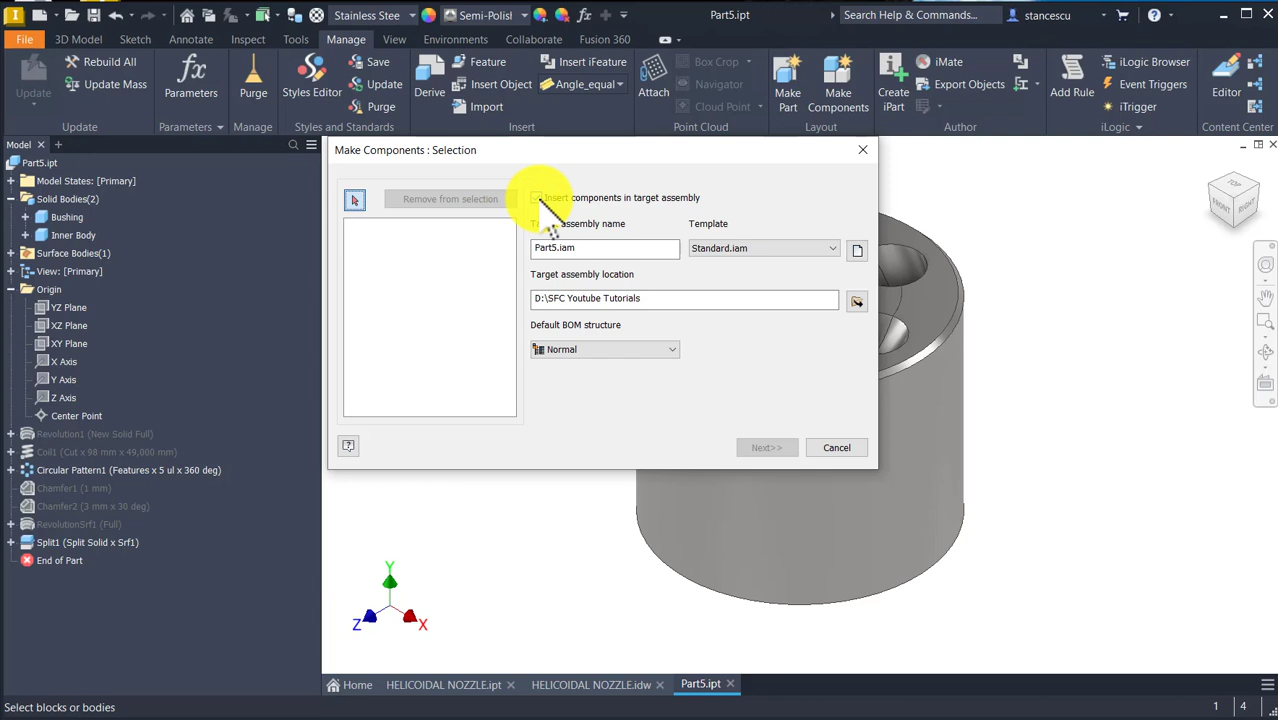 Stainless Steel
Semi-Polisl
Part5.ipt
Search Help & Commands...
stancescu
File
3D Model
Sketch
Annotate
Inspect
Tools
Manage
View
Environments
Collaborate
Fusion 360
Update
Rebuild All
Update Mass
Update
fx
Parameters
Parameters
Purge
Manage
Styles Editor
Save
Update
Purge
Styles and Standards
Derive
Feature
Insert Object
Import
Insert iFeature
Angle_equal
Insert
Attach
Box Crop
Navigator
Cloud Point
Point Cloud
Make Part
Make Components
Layout
Create iPart
iMate
Export Objects
Author
Add Rule
iLogic Browser
Event Triggers
iTrigger
iLogic
Editor
Content Center
Model
Part5.ipt
Model States: [Primary]
Solid Bodies(2)
Bushing
Inner Body
Surface Bodies(1)
View: [Primary]
Origin
YZ Plane
XZ Plane
XY Plane
X Axis
Y Axis
Z Axis
Center Point
Revolution1 (New Solid Full)
Coil1 (Cut x 98 mm x 49,000 mm)
Circular Pattern1 (Features x 5 ul x 360 deg)
Chamfer1 (1 mm)
Chamfer2 (3 mm x 30 deg)
RevolutionSrf1 (Full)
Split1 (Split Solid x Srf1)
End of Part
Make Components : Selection
Remove from selection
Insert components in target assembly
assembly name
Template
Part5.iam
Standard.iam
Target assembly location
D:\SFC Youtube Tutorials
Default BOM structure
Normal
Next>>
Cancel
FRONT
RIGHT
Y
Z
X
Home
HELICOIDAL NOZZLE.ipt
HELICOIDAL NOZZLE.idw
Part5.ipt
Select blocks or bodies
1
4